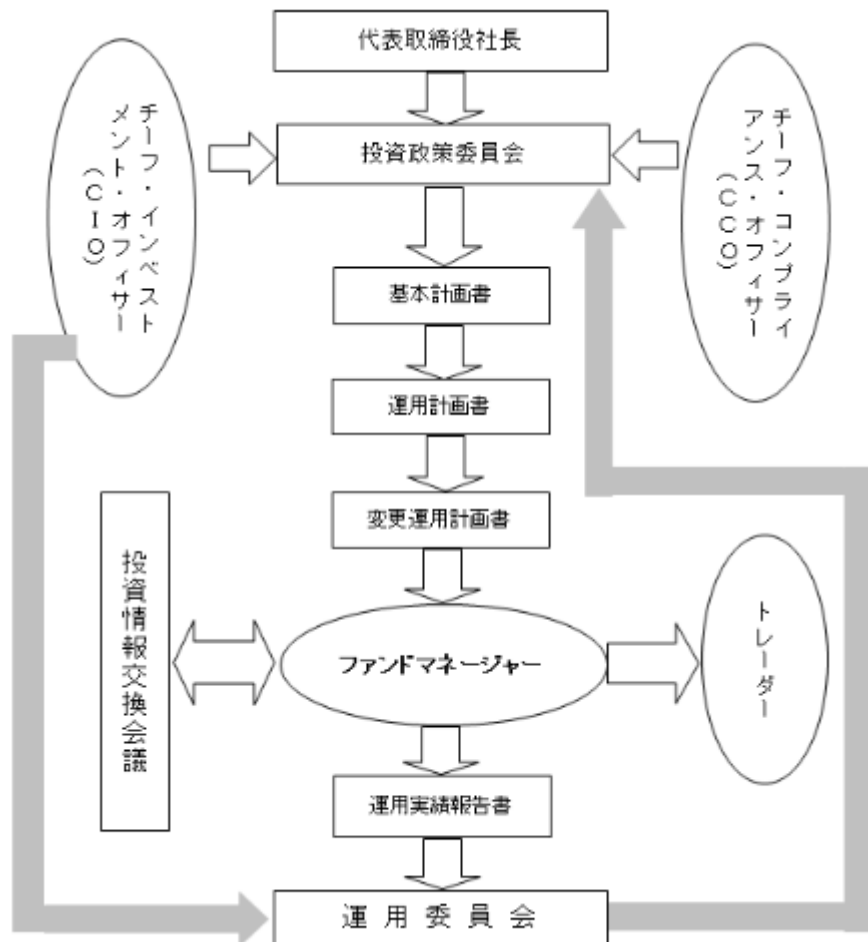 代表取締役社長
チーフ・インベスト
メント・オフィサー
(CIO)
投資政策委員会
チーフ・コンプライ
アンス・オフィサー
(CCO)
基本計画書
運用計画書
変更運用計画書
投資情報交換会議
ファンドマネージャー
トレーダー
運用実績報告書
運用委員会